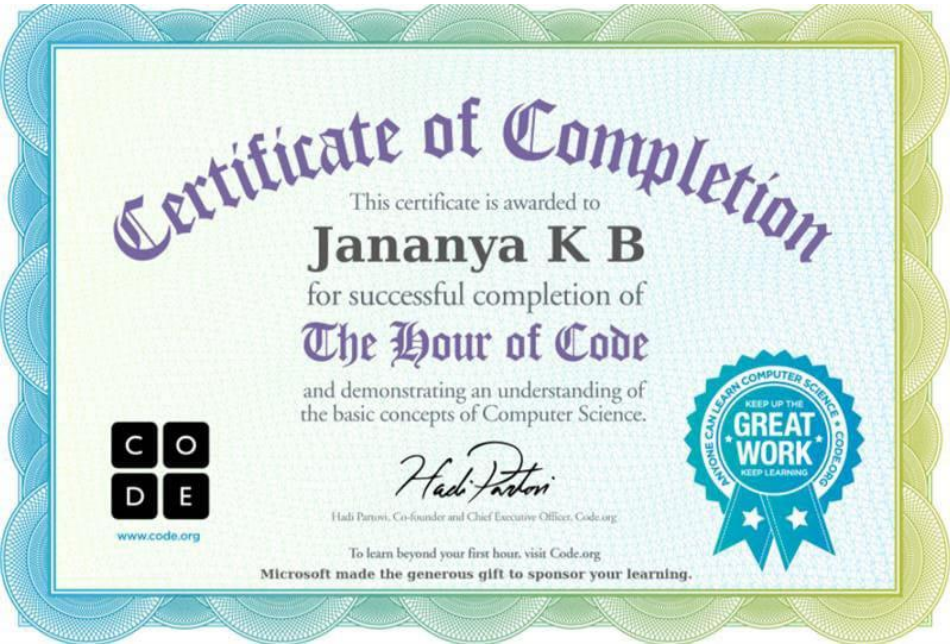 Certificate of Completion
This certificate is awarded to
Jananya K B
for successful completion of
The Hour of Code
and demonstrating an understanding of
the basic concepts of Computer Science.
Hadi Partovi
Hadi Partovi, Co-founder and Chief Executive Officer, Code.org
To learn beyond your first hour, visit Code.org
Microsoft made the generous gift to sponsor your learning.
C O
D E
www.code.org
ANYONE CAN LEARN COMPUTER SCIENCE • CODE.ORG
KEEP UP THE
GREAT
WORK
KEEP LEARNING